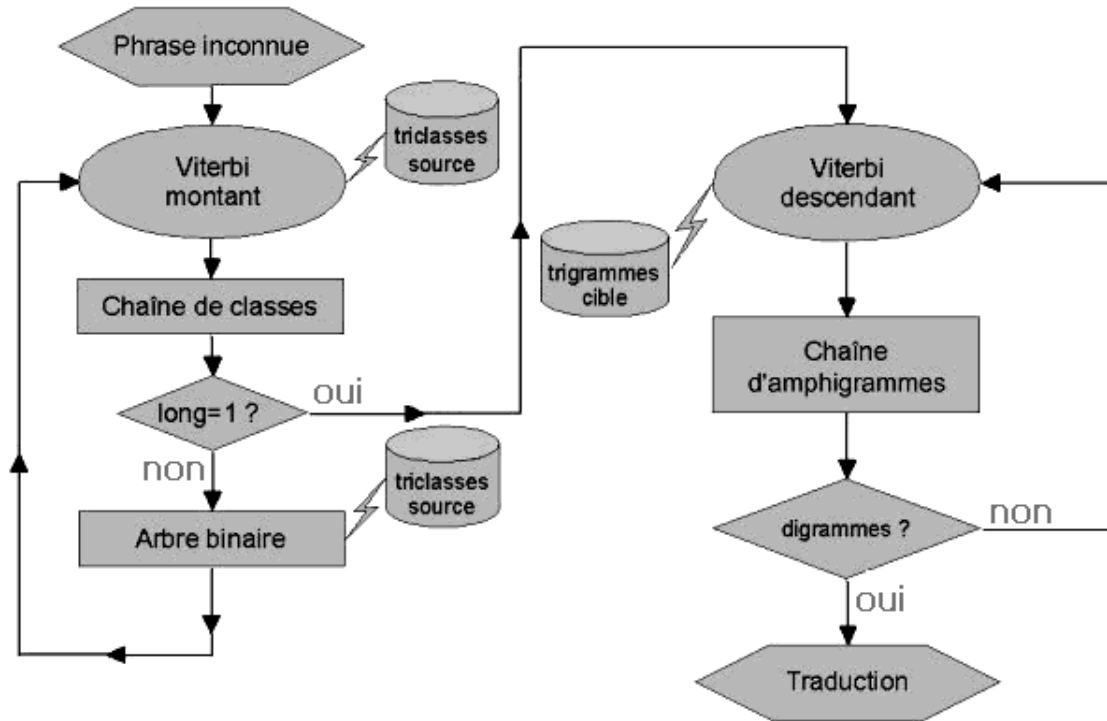 Phrase inconnue
triclasses
source
Viterbi
montant
Chaîne de classes
long=1 ?
oui
non
triclasses
source
Arbre binaire
Viterbi
descendant
trigrammes
cible
Chaîne
d'amphigrammes
digrammes ?
non
oui
Traduction